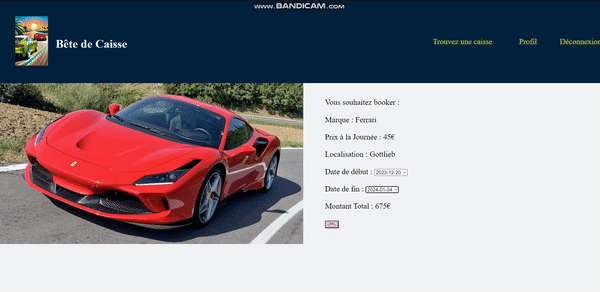 www.BANDICAM.com
Bête de Caisse
Trouvez une caisse
Profil
Déconnexion
Vous souhaitez booker :
Marque : Ferrari
Prix à la Journée : 45€
Localisation : Gottlieb
Date de début : 2023-12-20
Date de fin : 2024-01-04
Montant Total : 675€